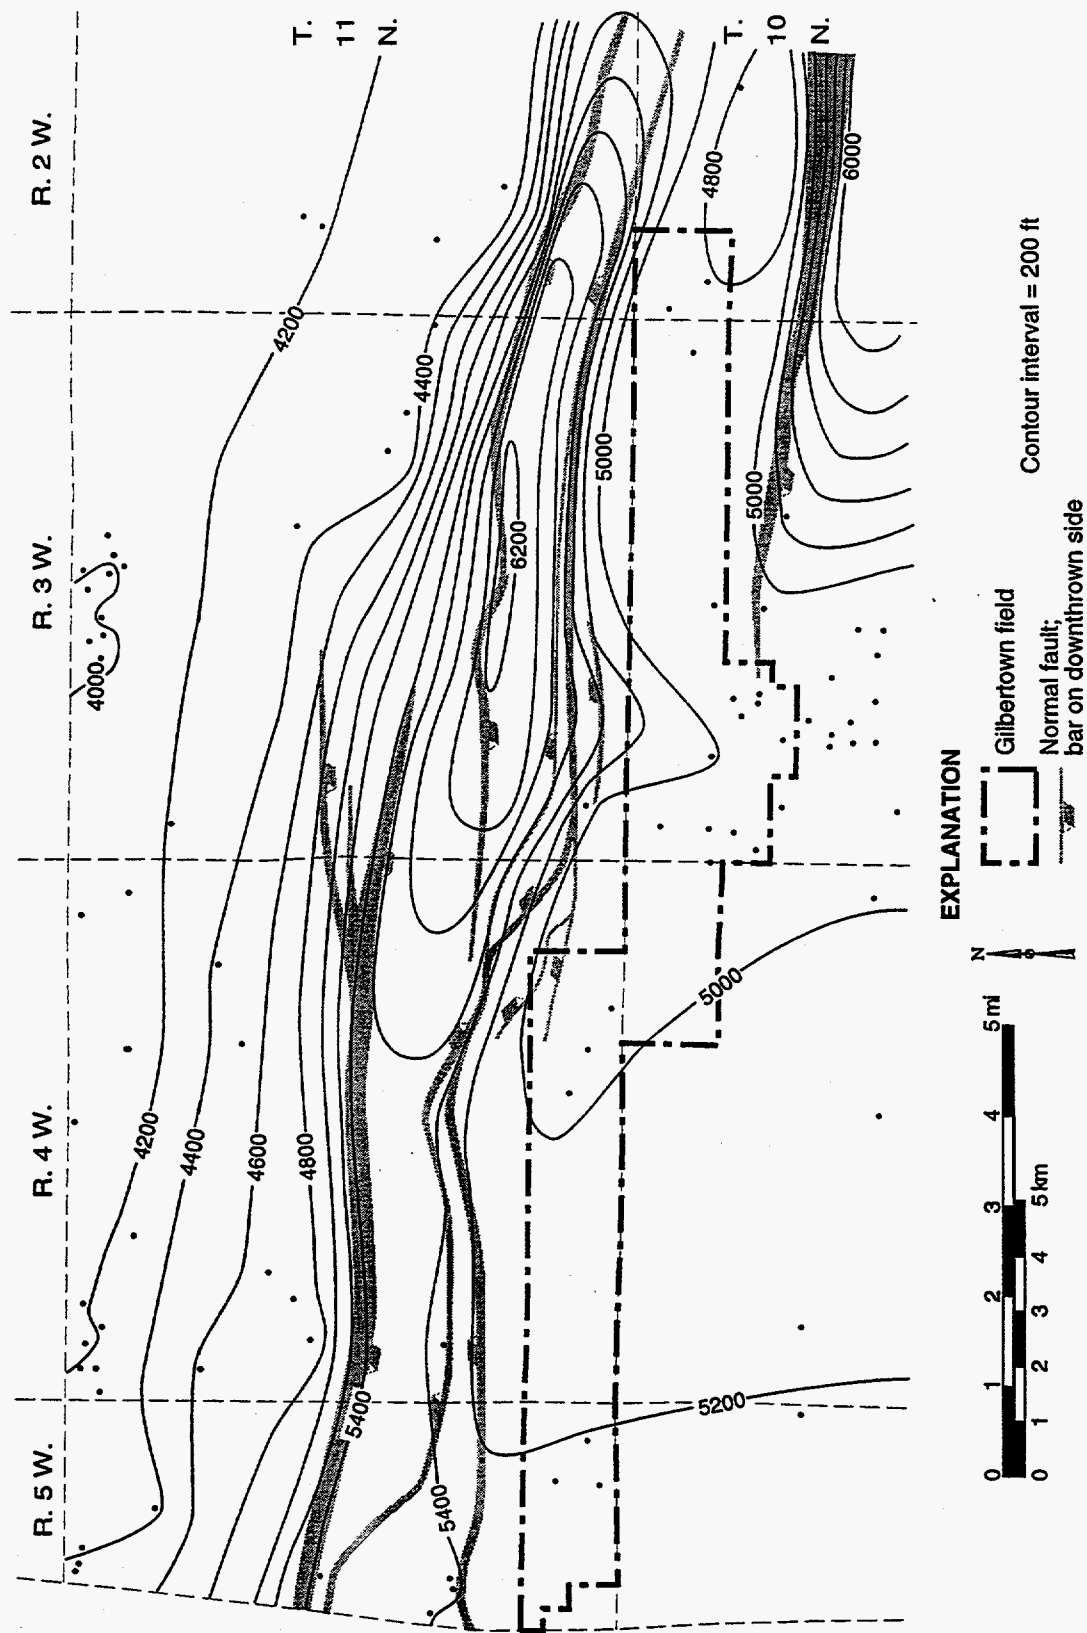 R. 5 W.
R. 4 W.
R. 3 W.
R. 2 W.
T.
11
N.
T.
10
N.
4000
4200
4200
4400
4400
4600
4800
5400
5400
6200
5000
5000
5000
5200
4800
6000
EXPLANATION
Gilbertown field
Normal fault;
bar on downthrown side
Contour interval = 200 ft
N
0 1 2 3 4 5 mi
0 1 2 3 4 5 km